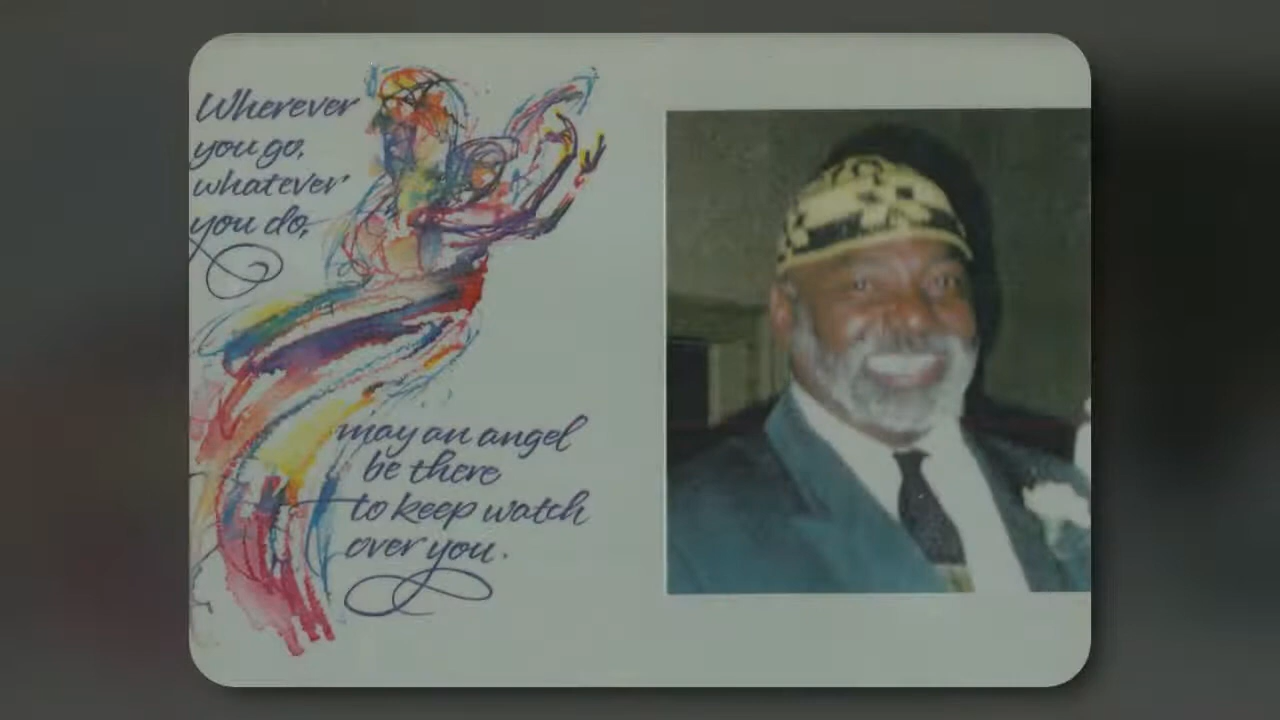 Wherever
you go,
whatever
you do,
may an angel
be there
to keep watch
over you.